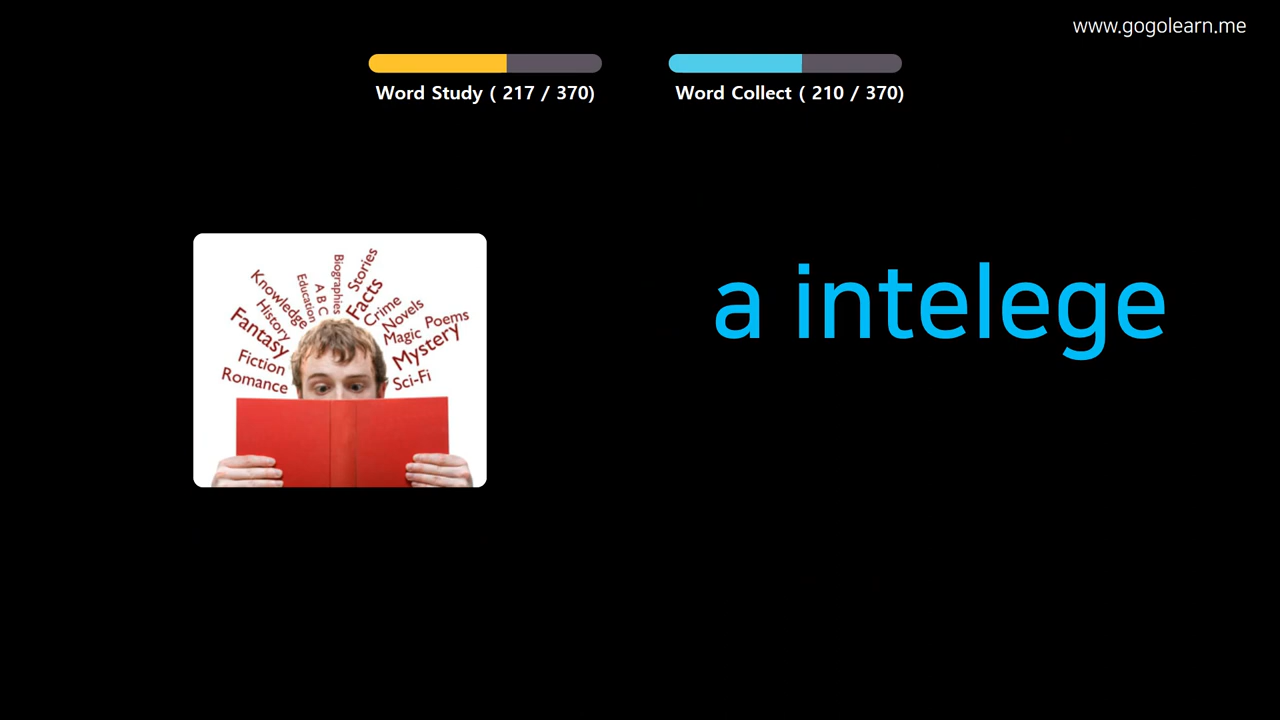 www.gogolearn.me
Word Study ( 217 / 370)
Word Collect ( 210 / 370)
a intelege
Stories
Biographies
Facts
A B C
Education
Crime
Knowledge
Novels
History
Poems
Magic
Fantasy
Mystery
Fiction
Sci-Fi
Romance